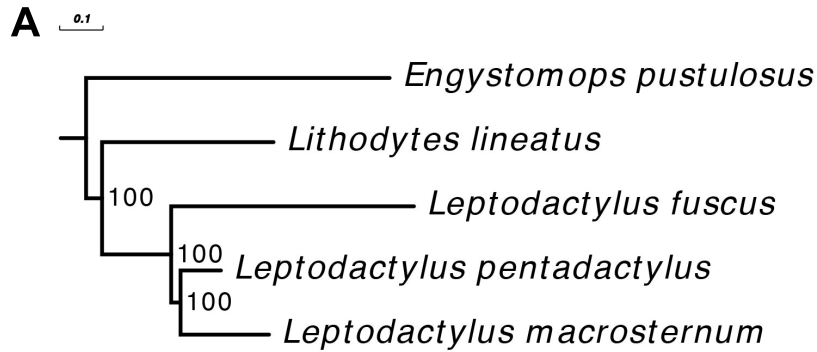 A
0.1
Engystomops pustulosus
Lithodytes lineatus
100
Leptodactylus fuscus
100
Leptodactylus pentadactylus
100
Leptodactylus macrosternum